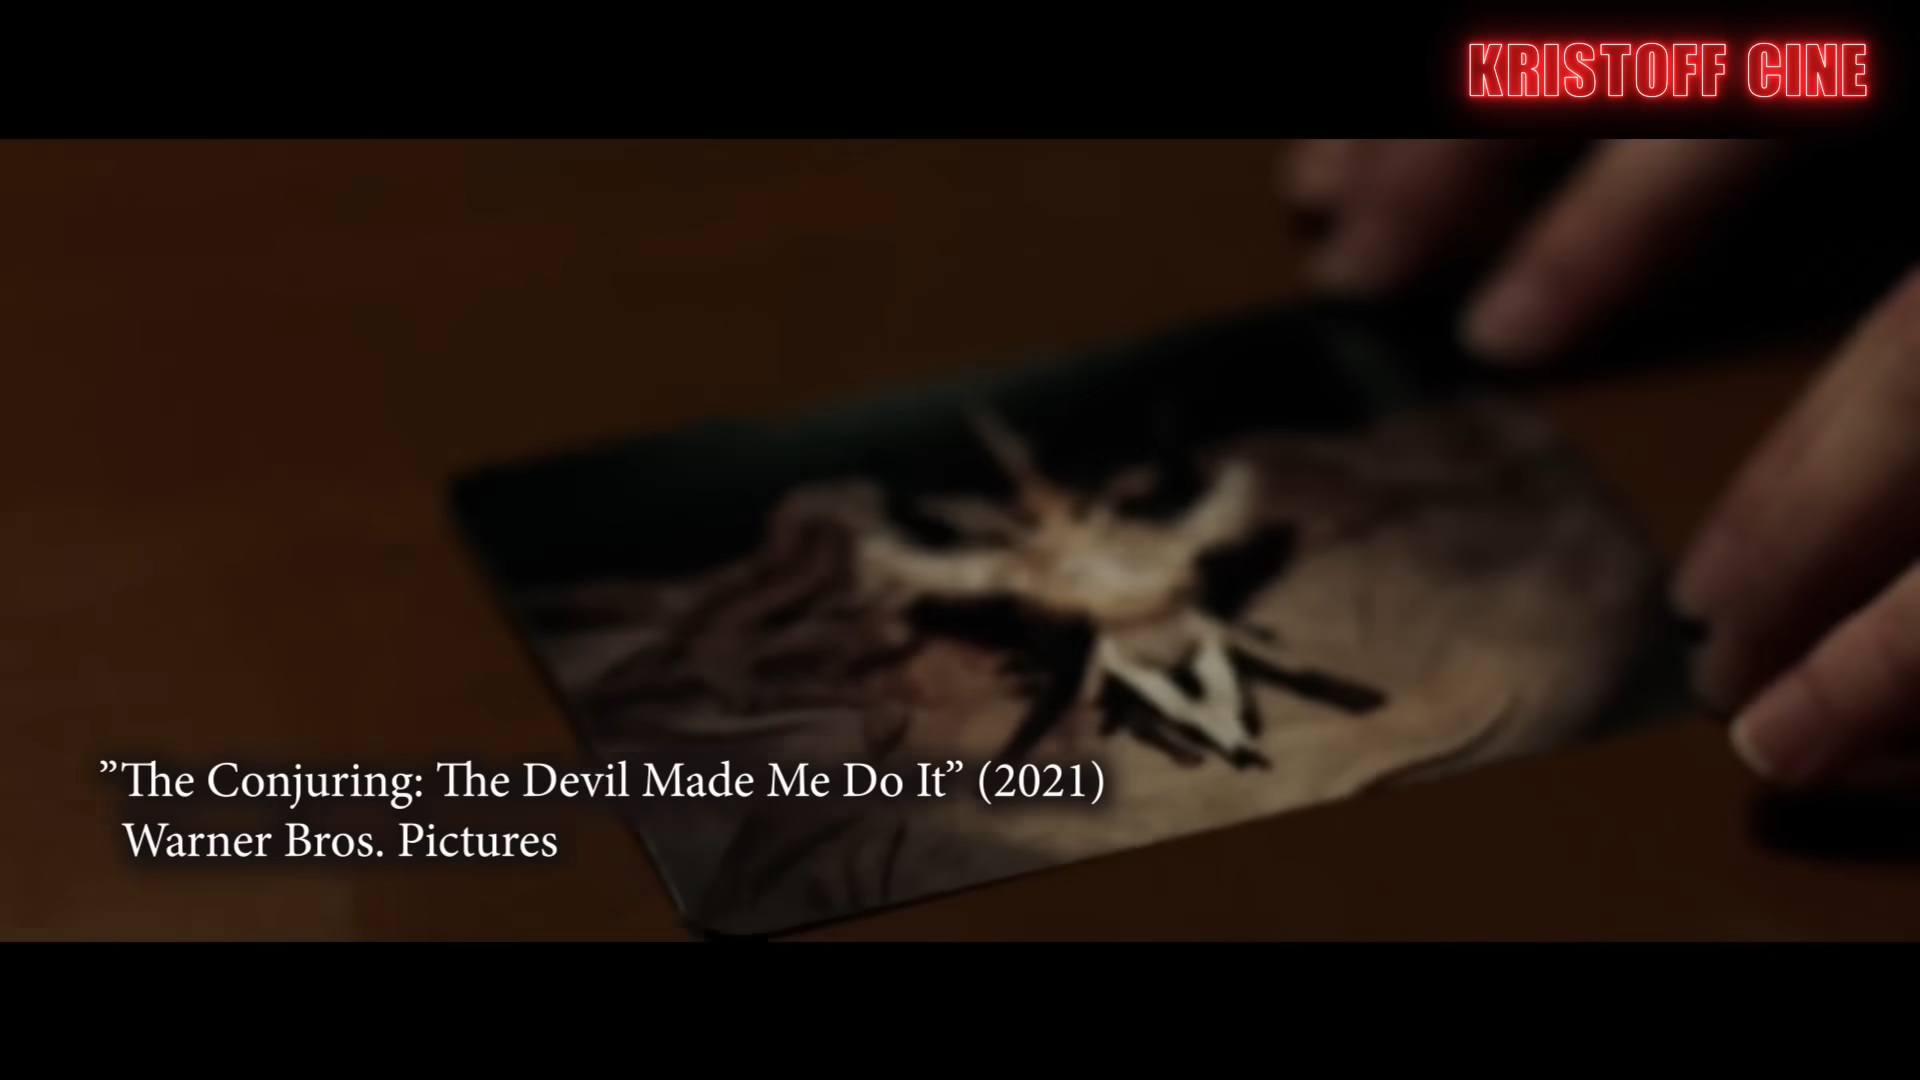 KRISTOFF CINE
”The Conjuring: The Devil Made Me Do It” (2021)
Warner Bros. Pictures